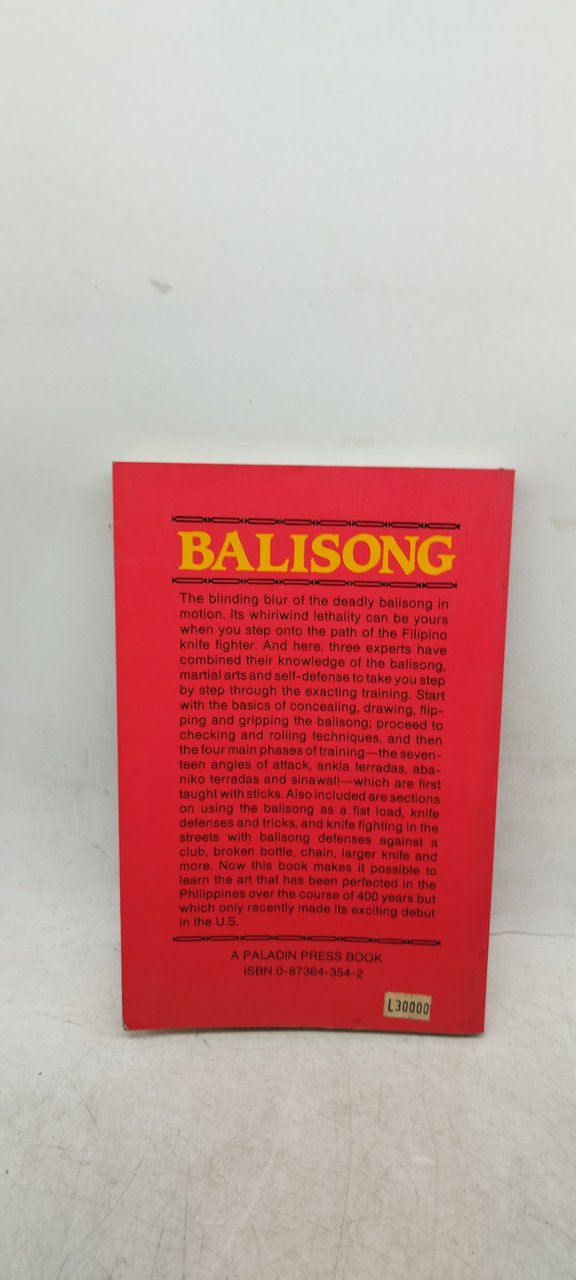 BALISONG
The blinding blur of the deadly balisong in
motion. Its whirlwind lethality can be yours
when you step onto the path of the Filipino
knife fighter. And here, three experts have
combined their knowledge of the balisong,
martial arts and self-defense to take you step
by step through the exacting training. Start
with the basics of concealing, drawing, flip-
ping and gripping the balisong; proceed to
checking and rolling techniques, and then
the four main phases of training—the seven-
teen angles of attack, ankla terradas, aba-
niko terradas and sinawali—which are first
taught with sticks. Also included are sections
on using the balisong as a fist load, knife
defenses and tricks, and knife fighting in the
streets with balisong defenses against a
club, broken bottle, chain, larger knife and
more. Now this book makes it possible to
learn the art that has been perfected in the
Philippines over the course of 400 years but
which only recently made its exciting debut
in the U.S.
A PALADIN PRESS BOOK
ISBN 0-87364-354-2
L30000